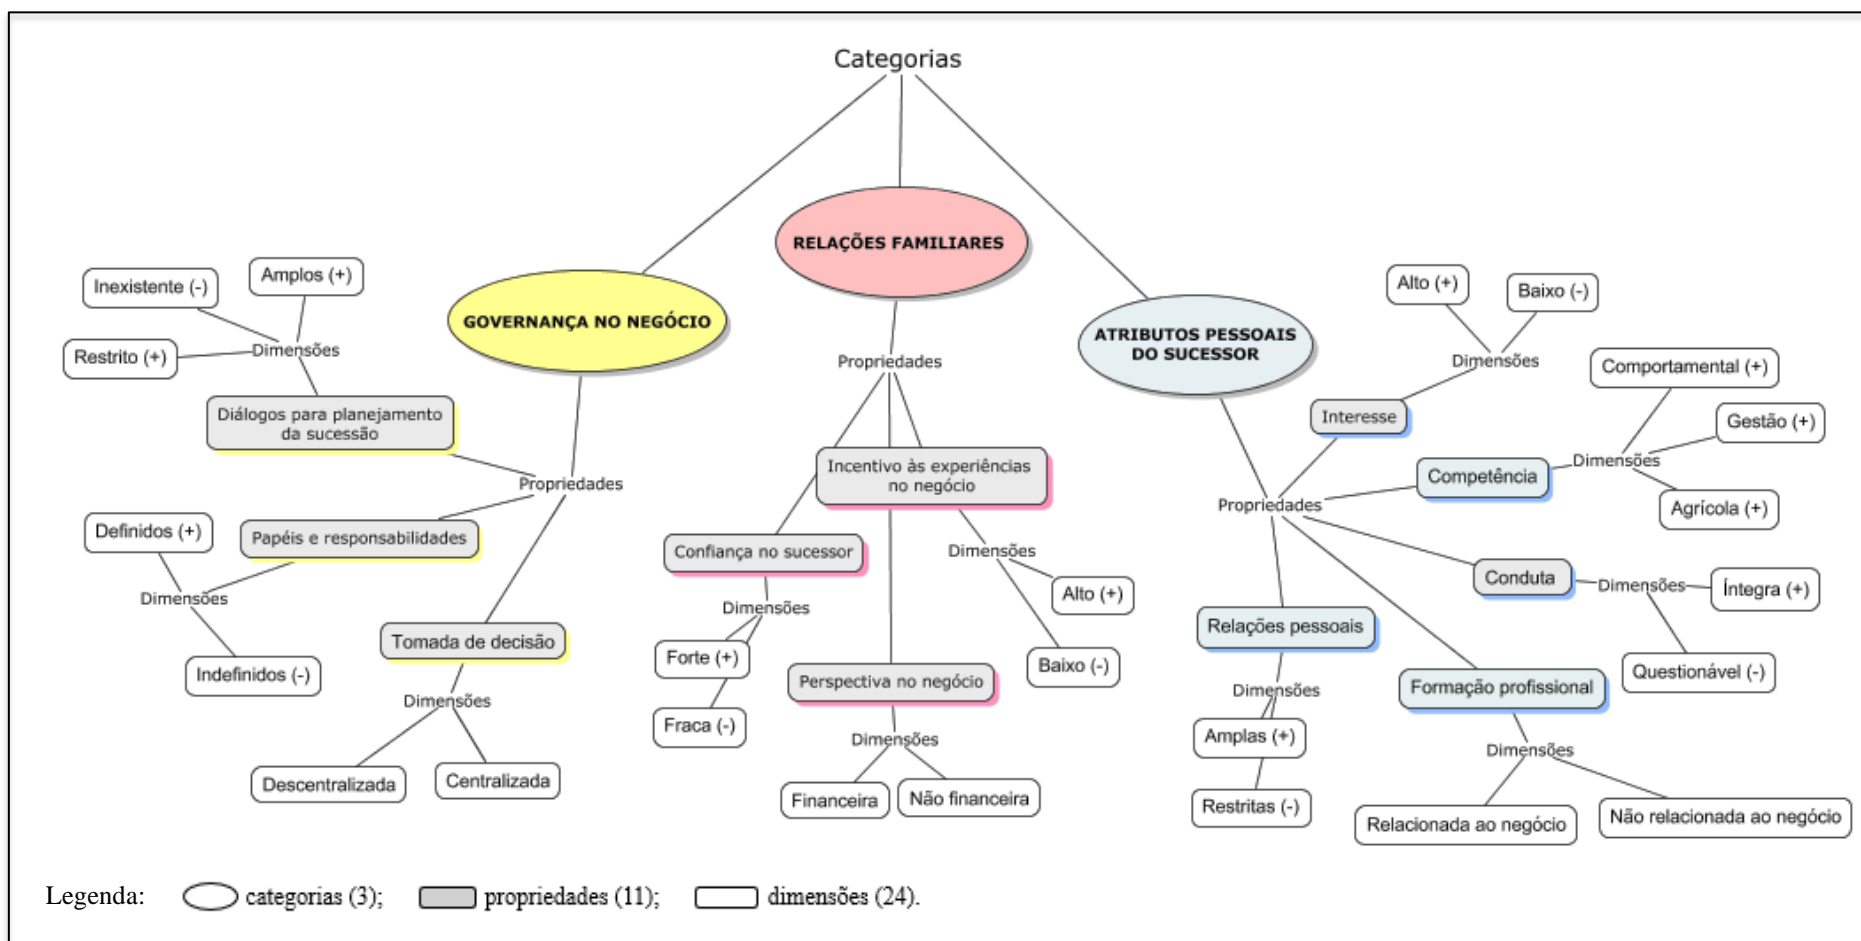 Categorias
RELAÇÕES FAMILIARES
GOVERNANÇA NO NEGÓCIO
ATRIBUTOS PESSOAIS
DO SUCESSOR
Inexistente (-)
Amplos (+)
Restrito (+)
Dimensões
Diálogos para planejamento
da sucessão
Propriedades
Definidos (+)
Papéis e responsabilidades
Dimensões
Indefinidos (-)
Tomada de decisão
Dimensões
Descentralizada
Centralizada
Propriedades
Incentivo às experiências
no negócio
Confiança no sucessor
Dimensões
Dimensões
Alto (+)
Forte (+)
Baixo (-)
Fraca (-)
Perspectiva no negócio
Dimensões
Financeira
Não financeira
Alto (+)
Baixo (-)
Dimensões
Interesse
Comportamental (+)
Gestão (+)
Competência
Dimensões
Agrícola (+)
Propriedades
Conduta
Dimensões
Íntegra (+)
Questionável (-)
Relações pessoais
Dimensões
Amplas (+)
Restritas (-)
Formação profissional
Dimensões
Relacionada ao negócio
Não relacionada ao negócio
Legenda: categorias (3); propriedades (11); dimensões (24).